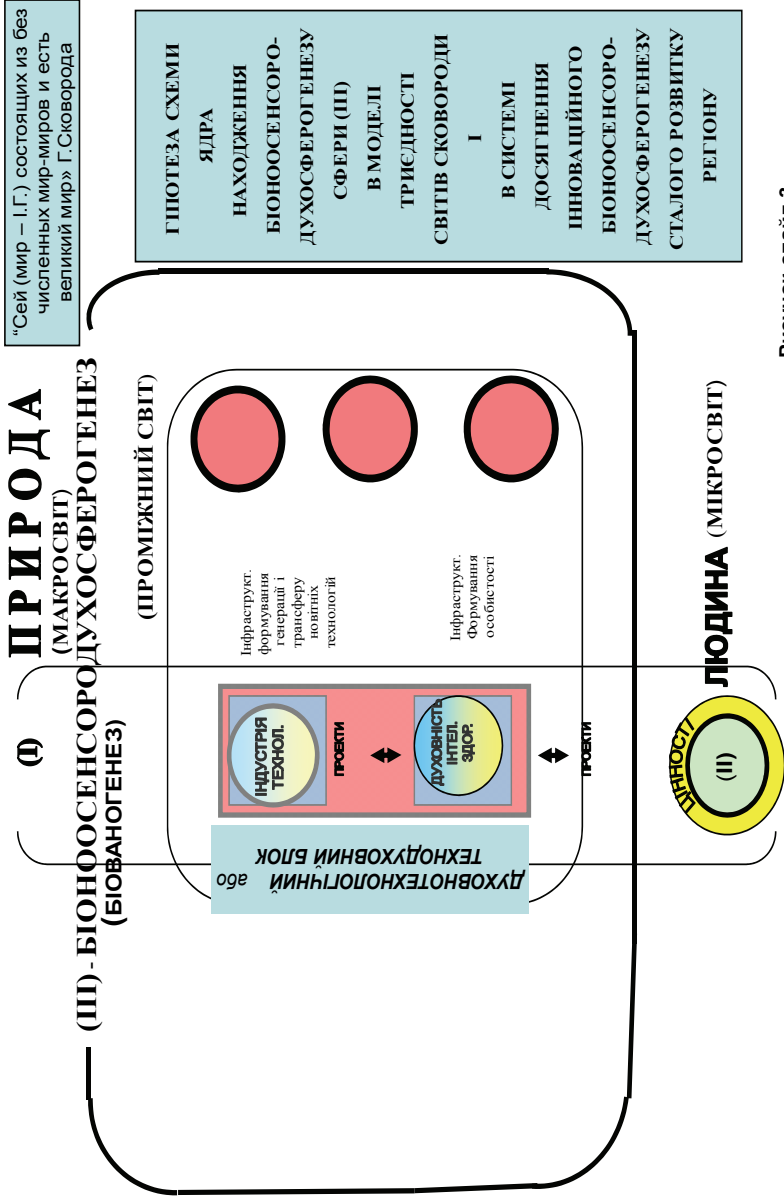 "Сей (мир – І.Г.) состоящих из без
численных мир-миров и есть
великий мир» Г.Сковорода
ПРИРОДА
(МАКРОСВІТ)
(І)
(ІІІ) - БІОНООСЕНСОРОДУХОСФЕРОГЕНЕЗ
(БІОВАНОГЕНЕЗ)
(ПРОМІЖНИЙ СВІТ)
ГІПОТЕЗА СХЕМИ
ЯДРА
НАХОДЖЕННЯ
БІОНООСЕНСОРО-
ДУХОСФЕРОГЕНЕЗУ
СФЕРИ (ІІІ)
В МОДЕЛІ
ТРИЄДНОСТІ
СВІТІВ СКОВОРОДИ
І
В СИСТЕМІ
ДОСЯГНЕННЯ
ІННОВАЦІЙНОГО
БІОНООСЕНСОРО-
ДУХОСФЕРОГЕНЕЗУ
СТАЛОГО РОЗВИТКУ
РЕГІОНУ
Інфраструкт.
формування
генерації і
трансферу
новітніх
технологій
Інфраструкт.
Формування
особистості
ІНДУСТРІЯ
ТЕХНОЛ.
ПРОЕКТИ
ДУХОВНІСТЬ
ІНТЕЛ.
ЗДОР.
ПРОЕКТИ
ДУХОВНОТЕХНОЛОГІЧНИЙ або
ТЕХНОДУХОВНИЙ БЛОК
ЦІННОСТІ
(ІІ)
ЛЮДИНА (МІКРОСВІТ)